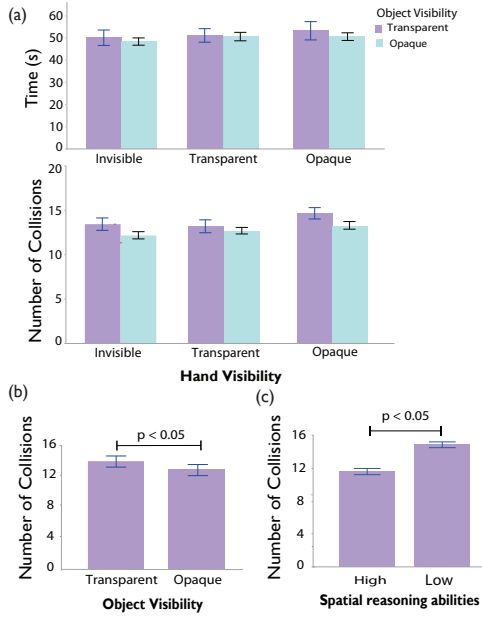 (a)
Object Visibility
Transparent
Opaque
Time (s)
60
50
40
30
20
10
0
Invisible
Transparent
Opaque
Number of Collisions
20
15
10
5
0
Invisible
Transparent
Opaque
Hand Visibility
(b)
p < 0.05
Number of Collisions
16
12
8
4
0
Transparent
Opaque
Object Visibility
(c)
p < 0.05
Number of Collisions
16
12
8
4
0
High
Low
Spatial reasoning abilities